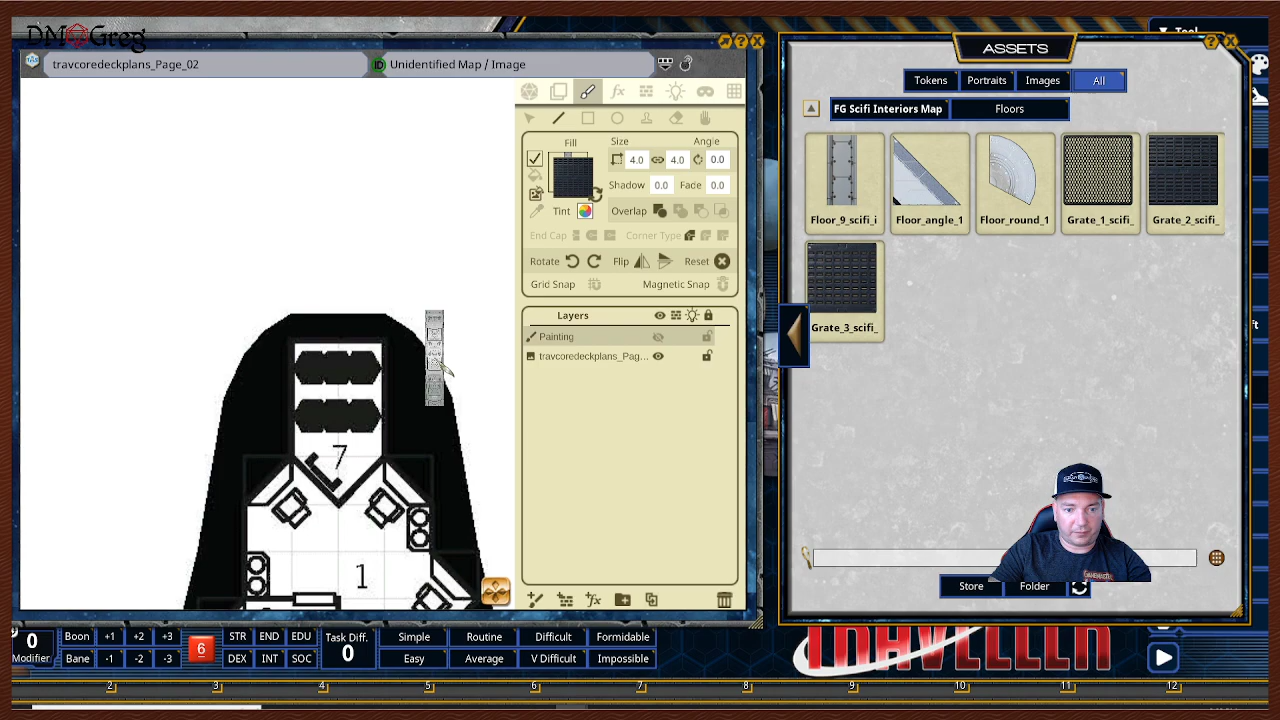 DM Greg
Tool
ASSETS
travcoredeckplans_Page_02
ID Unidentified Map / Image
Tokens
Portraits
Images
All
FG Scifi Interiors Map
Floors
Fill
Size
Angle
4.0
4.0
0.0
Shadow
0.0
Fade
0.0
Tint
Overlap
End Cap
Corner Type
Rotate
Flip
Reset
Grid Snap
Magnetic Snap
Floor_9_scifi_i
Floor_angle_1
Floor_round_1
Grate_1_scifi_
Grate_2_scifi_
Grate_3_scifi_
Layers
Painting
travcoredeckplans_Pag...
7
1
Store
Folder
0
Modifier
Boon
+1
+2
+3
Bane
-1
-2
-3
6
STR
END
EDU
DEX
INT
SOC
Task Diff.
0
Simple
Routine
Difficult
Formidable
Easy
Average
V Difficult
Impossible
TRAVELLER
2
3
4
5
6
7
8
9
10
11
12